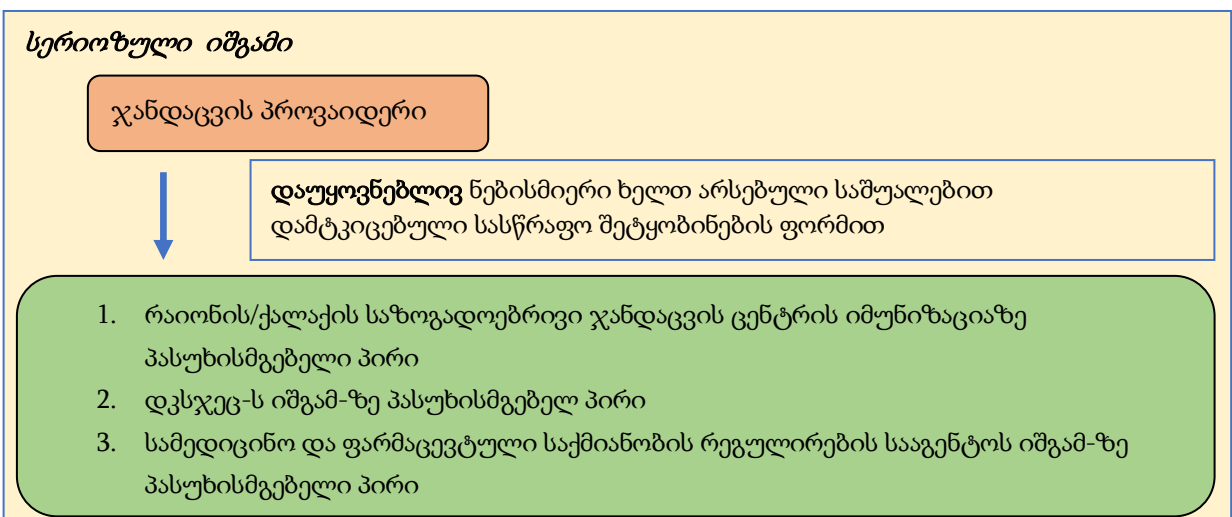 სერიოზული იშგამი
ჯანდაცვის პროვაიდერი
დაუყოვნებლივ ნებისმიერი ხელთ არსებული საშუალებით
დამტკიცებული სასწრაფო შეტყობინების ფორმით
1. რაიონის/ქალაქის საზოგადოებრივი ჯანდაცვის ცენტრის იმუნიზაციაზე
პასუხისმგებელი პირი
2. დკსჯეც-ს იშგამ-ზე პასუხისმგებელ პირი
3. სამედიცინო და ფარმაცევტული საქმიანობის რეგულირების სააგენტოს იშგამ-ზე
პასუხისმგებელი პირი